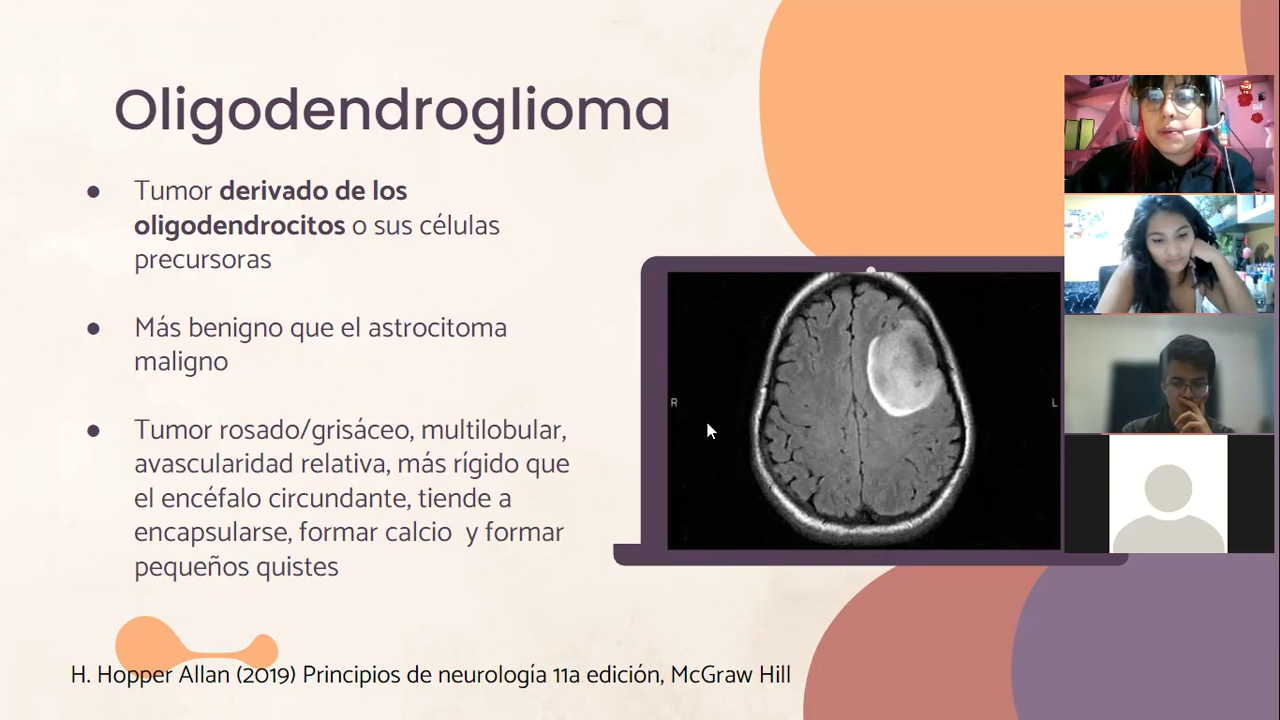 Oligodendroglioma
● Tumor derivado de los
oligodendrocitos o sus células
precursoras
● Más benigno que el astrocitoma
maligno
● Tumor rosado/grisáceo, multilobular,
avascularidad relativa, más rígido que
el encéfalo circundante, tiende a
encapsularse, formar calcio y formar
pequeños quistes
R
L
H. Hopper Allan (2019) Principios de neurología 11a edición, McGraw Hill